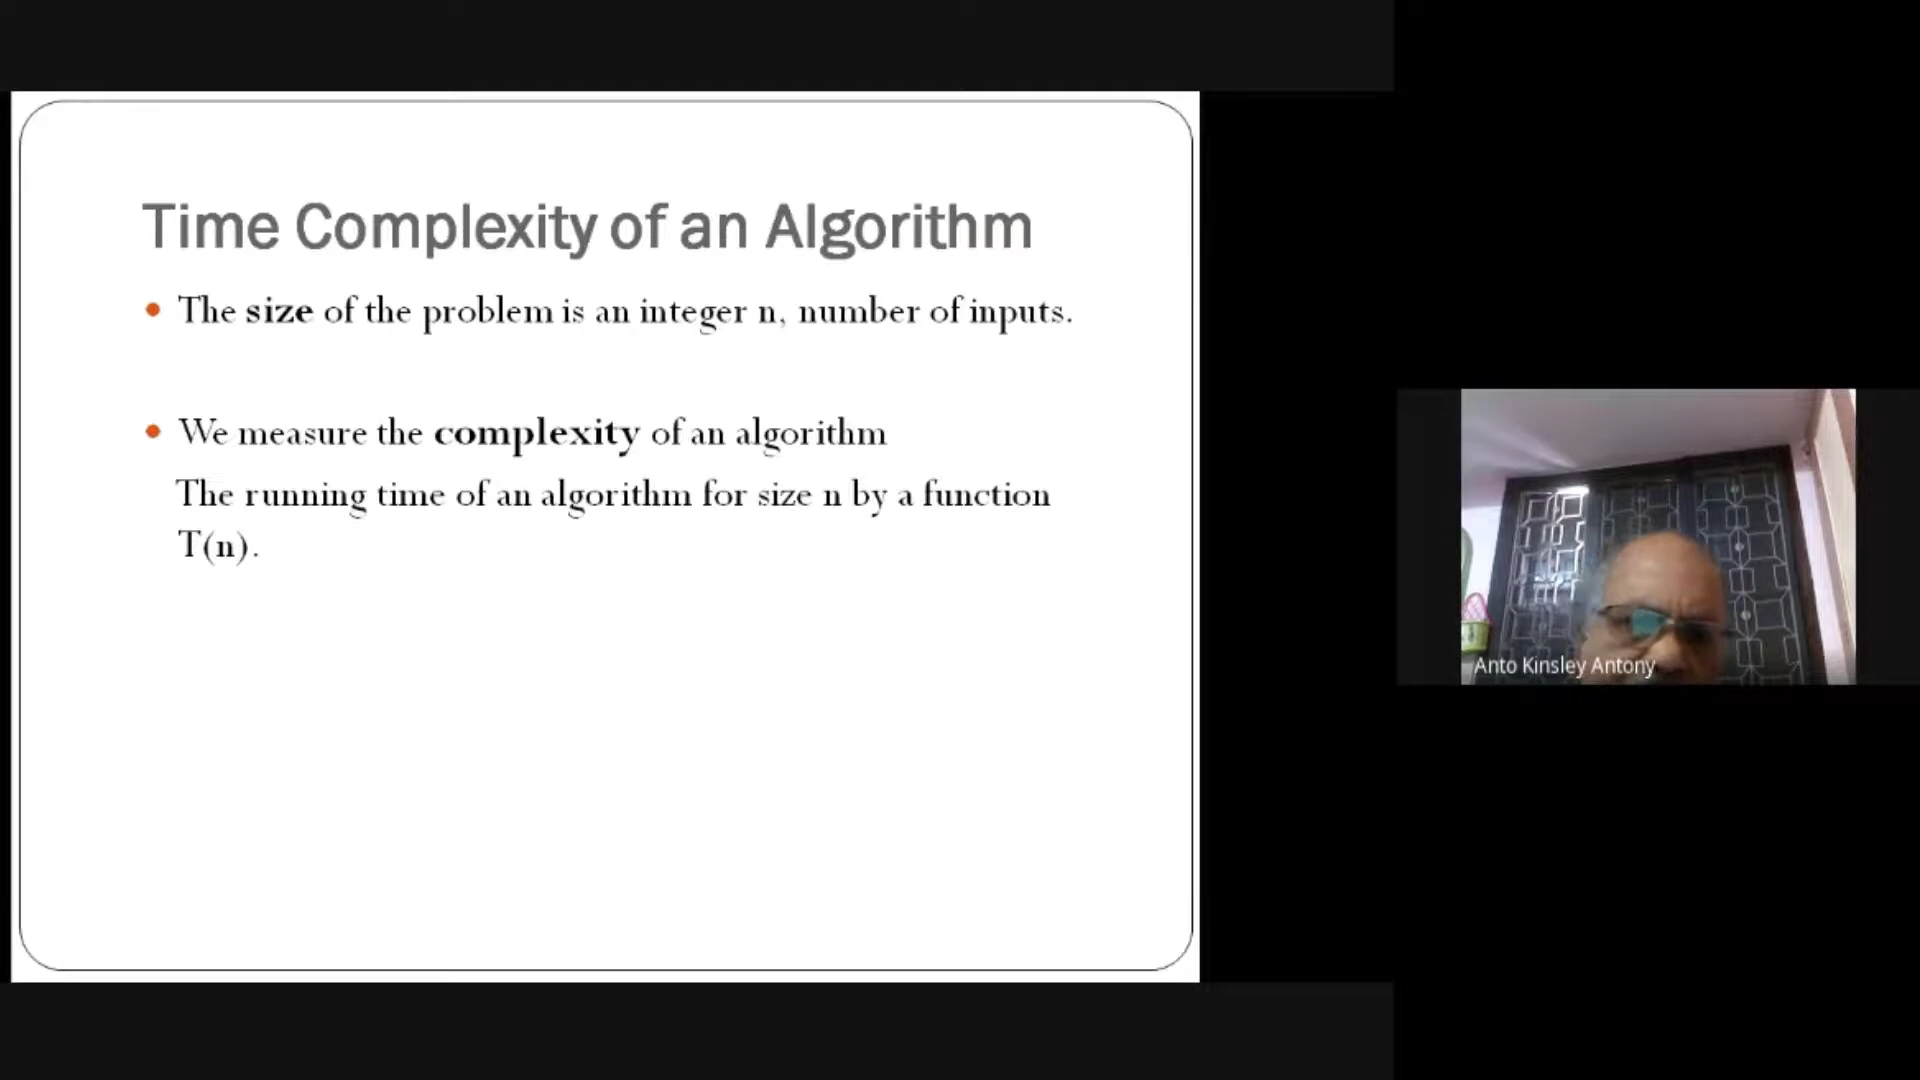 Time Complexity of an Algorithm
The size of the problem is an integer n, number of inputs.
We measure the complexity of an algorithm
The running time of an algorithm for size n by a function
T(n).
Anto Kinsley Antony